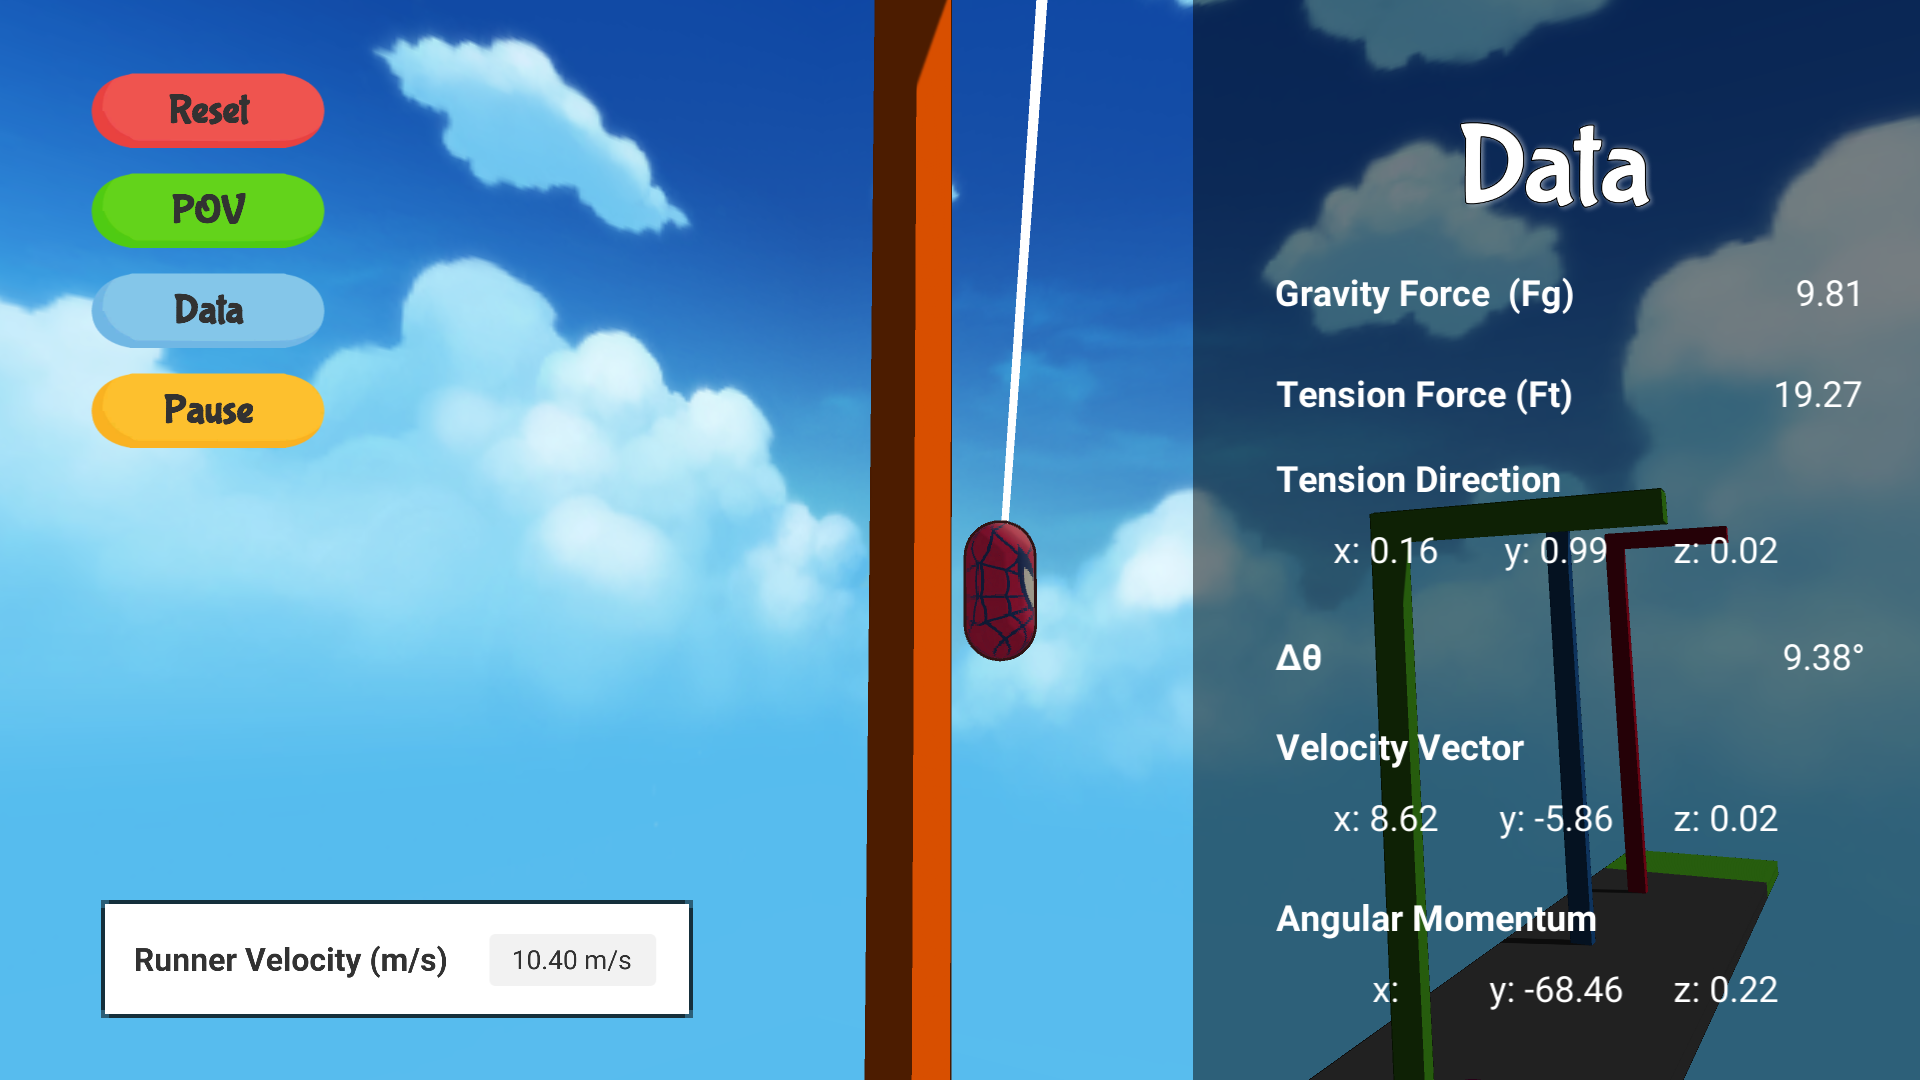 Reset
POV
Data
Pause
Runner Velocity (m/s) 10.40 m/s
Data
Gravity Force (Fg) 9.81
Tension Force (Ft) 19.27
Tension Direction
x: 0.16 y: 0.99 z: 0.02
Δθ 9.38°
Velocity Vector
x: 8.62 y: -5.86 z: 0.02
Angular Momentum
x: y: -68.46 z: 0.22